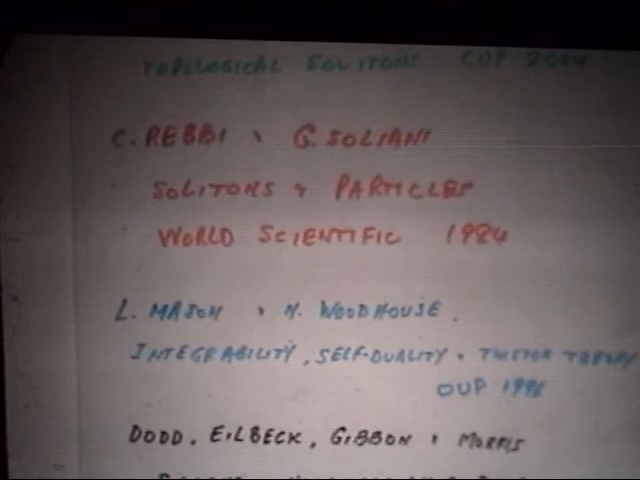 TOPOLOGICAL SOLITONS CUP 2004
C. REBBI & G. SOLIANI
SOLITONS & PARTICLES
WORLD SCIENTIFIC 1984
L. MASON & N. WOODHOUSE.
INTEGRABILITY, SELF-DUALITY & TWISTOR THEORY
OUP 1996
DODD, EILBECK, GIBBON & MORRIS